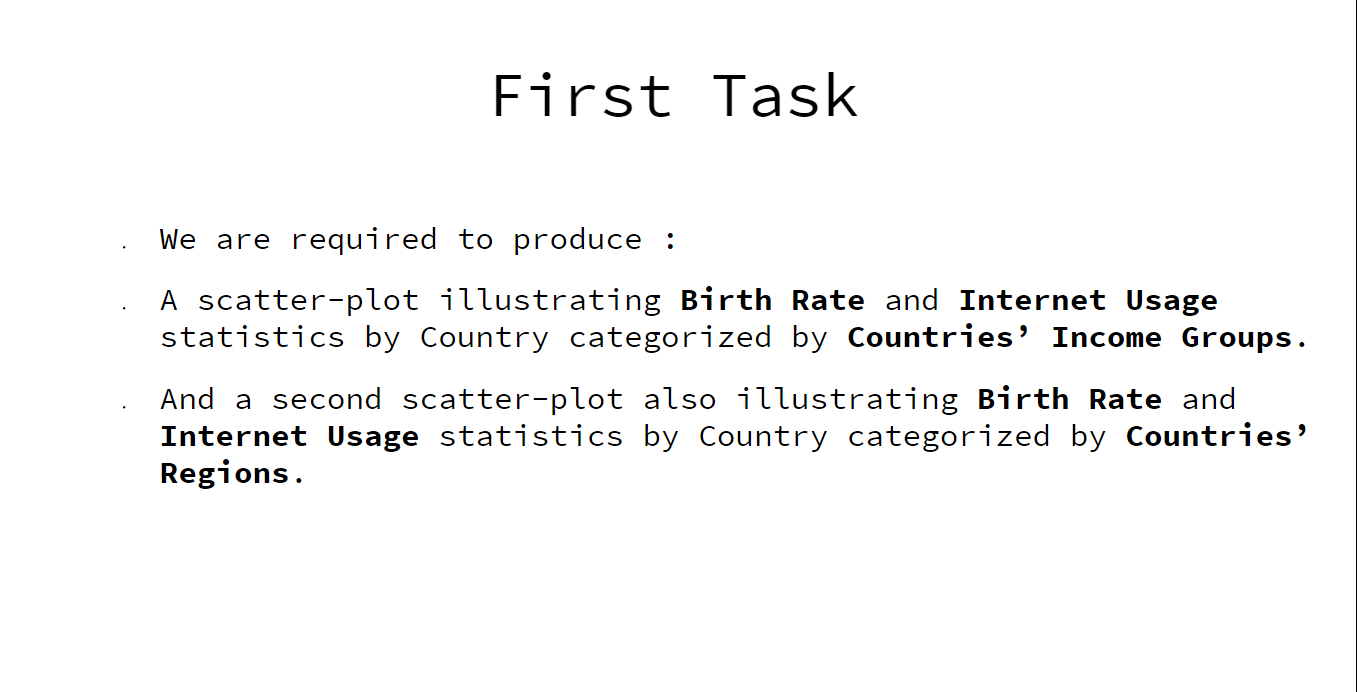 First Task
. We are required to produce :
. A scatter-plot illustrating Birth Rate and Internet Usage
statistics by Country categorized by Countries’ Income Groups.
. And a second scatter-plot also illustrating Birth Rate and
Internet Usage statistics by Country categorized by Countries’
Regions.